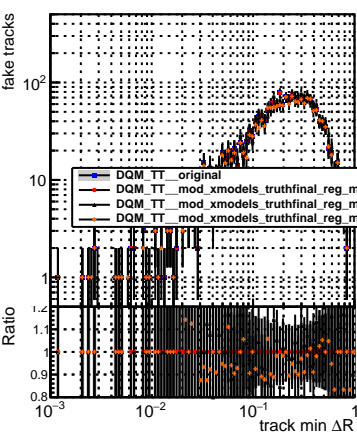 fake tracks
10²
10
1
DQM_TT__original
DQM_TT__mod_xmodels_truthfinal_reg_m
DQM_TT__mod_xmodels_truthfinal_reg_m
DQM_TT__mod_xmodels_truthfinal_reg_m
Ratio
1.2
1.1
1
0.9
0.8
10⁻³
10⁻²
10⁻¹
1
track min ΔR